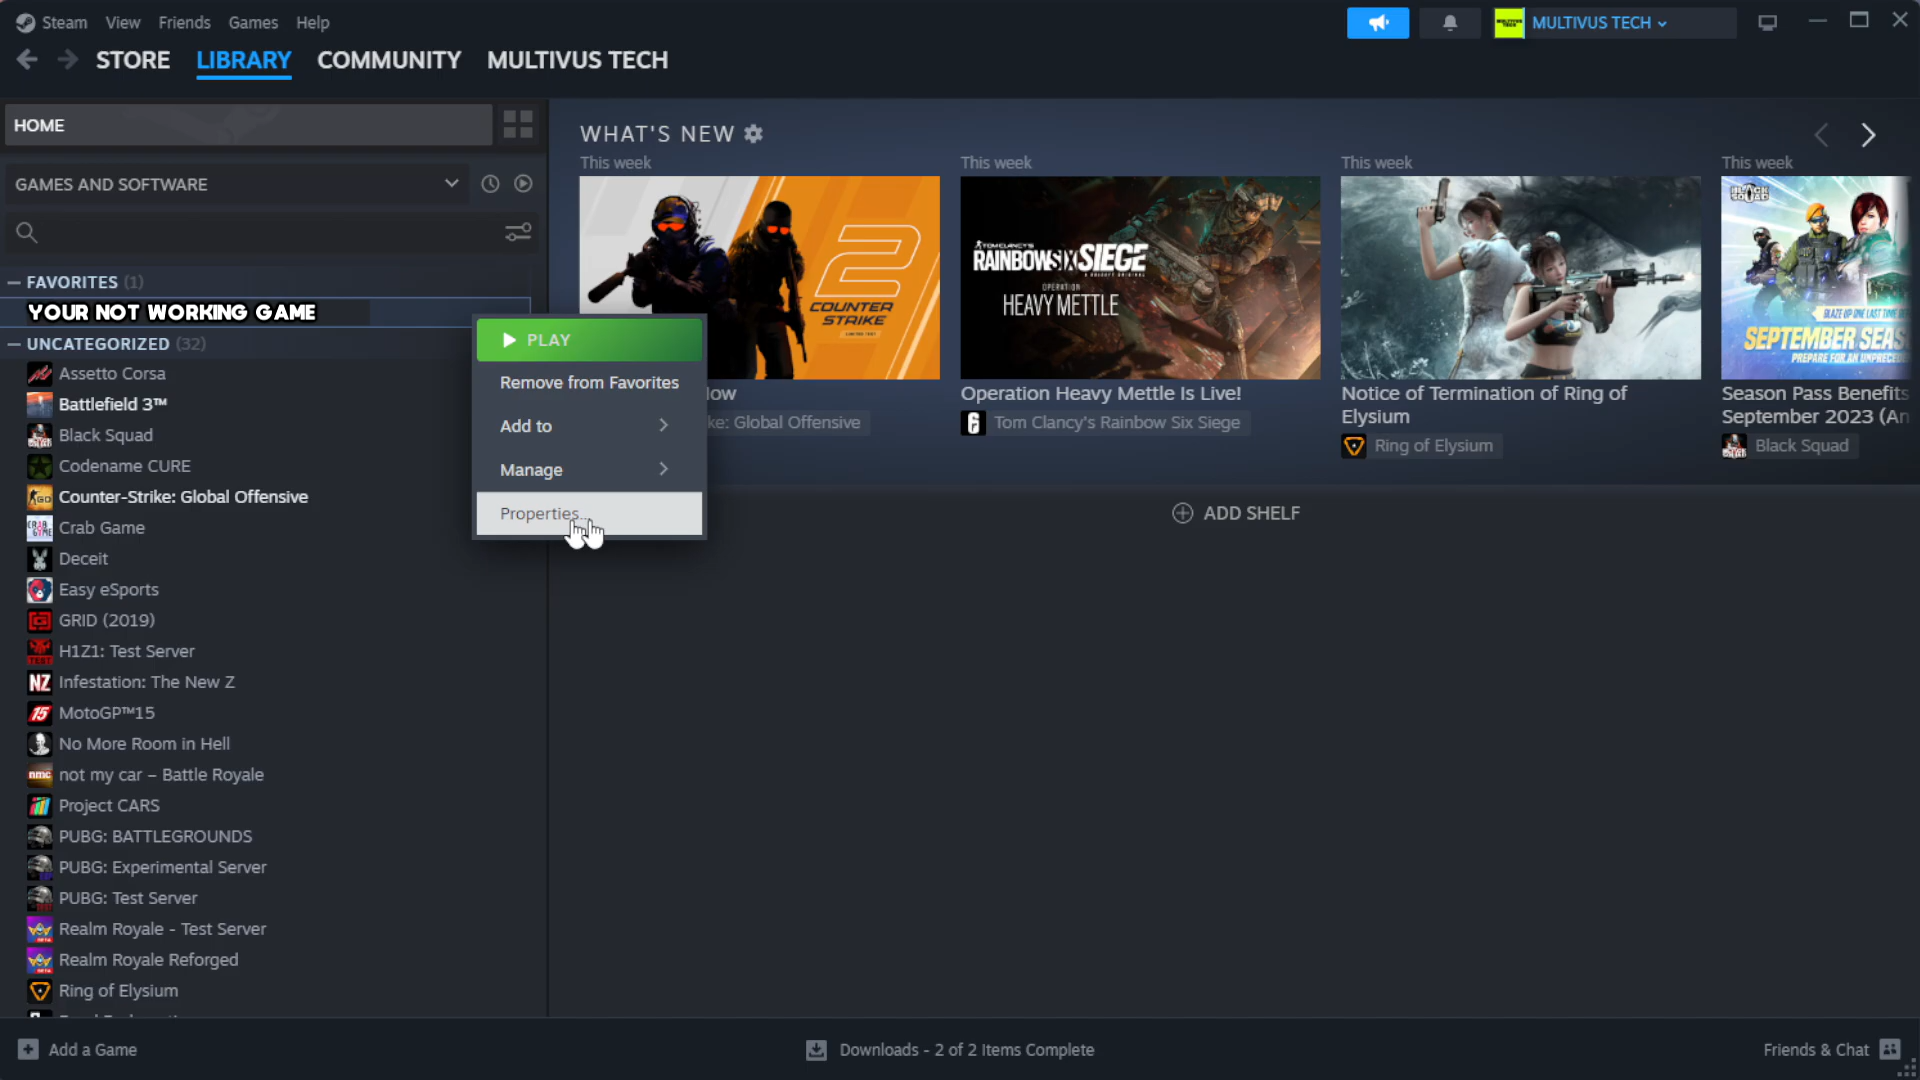 Steam View Friends Games Help
MULTIVUS TECH
STORE LIBRARY COMMUNITY MULTIVUS TECH
HOME
GAMES AND SOFTWARE
FAVORITES (1)
YOUR NOT WORKING GAME
UNCATEGORIZED (32)
Assetto Corsa
Battlefield 3™
Black Squad
Codename CURE
Counter-Strike: Global Offensive
Crab Game
Deceit
Easy eSports
GRID (2019)
H1Z1: Test Server
Infestation: The New Z
MotoGP™15
No More Room in Hell
not my car – Battle Royale
Project CARS
PUBG: BATTLEGROUNDS
PUBG: Experimental Server
PUBG: Test Server
Realm Royale - Test Server
Realm Royale Reforged
Ring of Elysium
PLAY
Remove from Favorites
Add to
Manage
Properties...
WHAT'S NEW
This week
2
COUNTER
STRIKE
ke: Global Offensive
This week
TOM CLANCY'S
RAINBOW SIX SIEGE
OPERATION
HEAVY METTLE
Operation Heavy Mettle Is Live!
Tom Clancy's Rainbow Six Siege
This week
Notice of Termination of Ring of
Elysium
Ring of Elysium
This week
BLACK
SQUAD
BLAZE UP ONE LAST TIME
SEPTEMBER SEAS
PREPARE FOR AN UNPRECED
Season Pass Benefits
September 2023 (An
Black Squad
ADD SHELF
Add a Game
Downloads - 2 of 2 Items Complete
Friends & Chat